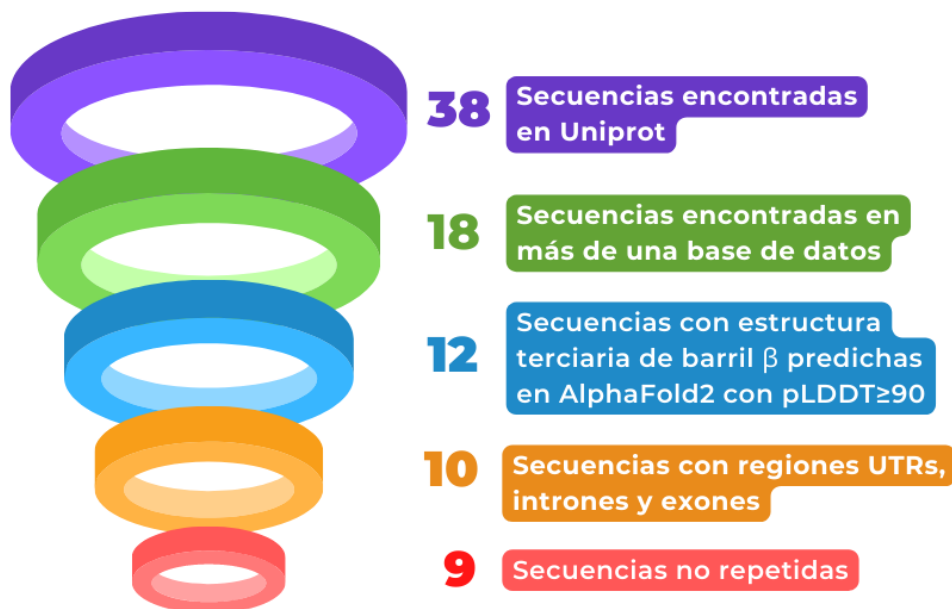 38
Secuencias encontradas
en Uniprot
18
Secuencias encontradas en
más de una base de datos
12
Secuencias con estructura
terciaria de barril β predichas
en AlphaFold2 con pLDDT≥90
10
Secuencias con regiones UTRs,
intrones y exones
9
Secuencias no repetidas